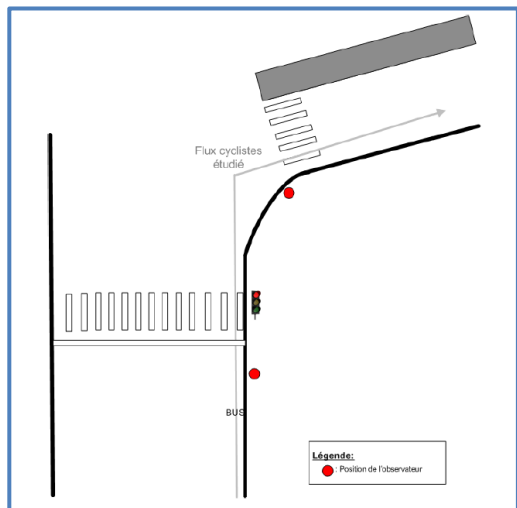 Flux cyclistes
étudié
BUS
Légende:
: Position de l'observateur